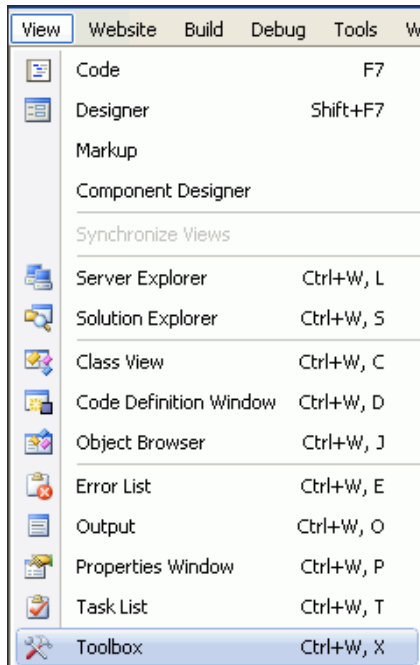 View Website Build Debug Tools
Code F7
Designer Shift+F7
Markup
Component Designer
Synchronize Views
Server Explorer Ctrl+W, L
Solution Explorer Ctrl+W, S
Class View Ctrl+W, C
Code Definition Window Ctrl+W, D
Object Browser Ctrl+W, J
Error List Ctrl+W, E
Output Ctrl+W, O
Properties Window Ctrl+W, P
Task List Ctrl+W, T
Toolbox Ctrl+W, X